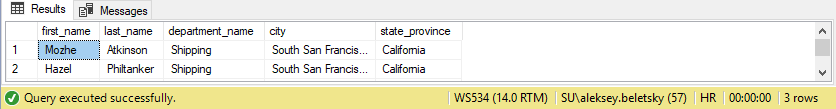 Results Messages
first_name last_name department_name city state_province
1 Mozhe Atkinson Shipping South San Francis... California
2 Hazel Philtanker Shipping South San Francis... California
Query executed successfully. WS534 (14.0 RTM) SU\aleksey.beletsky (57) HR 00:00:00 3 rows